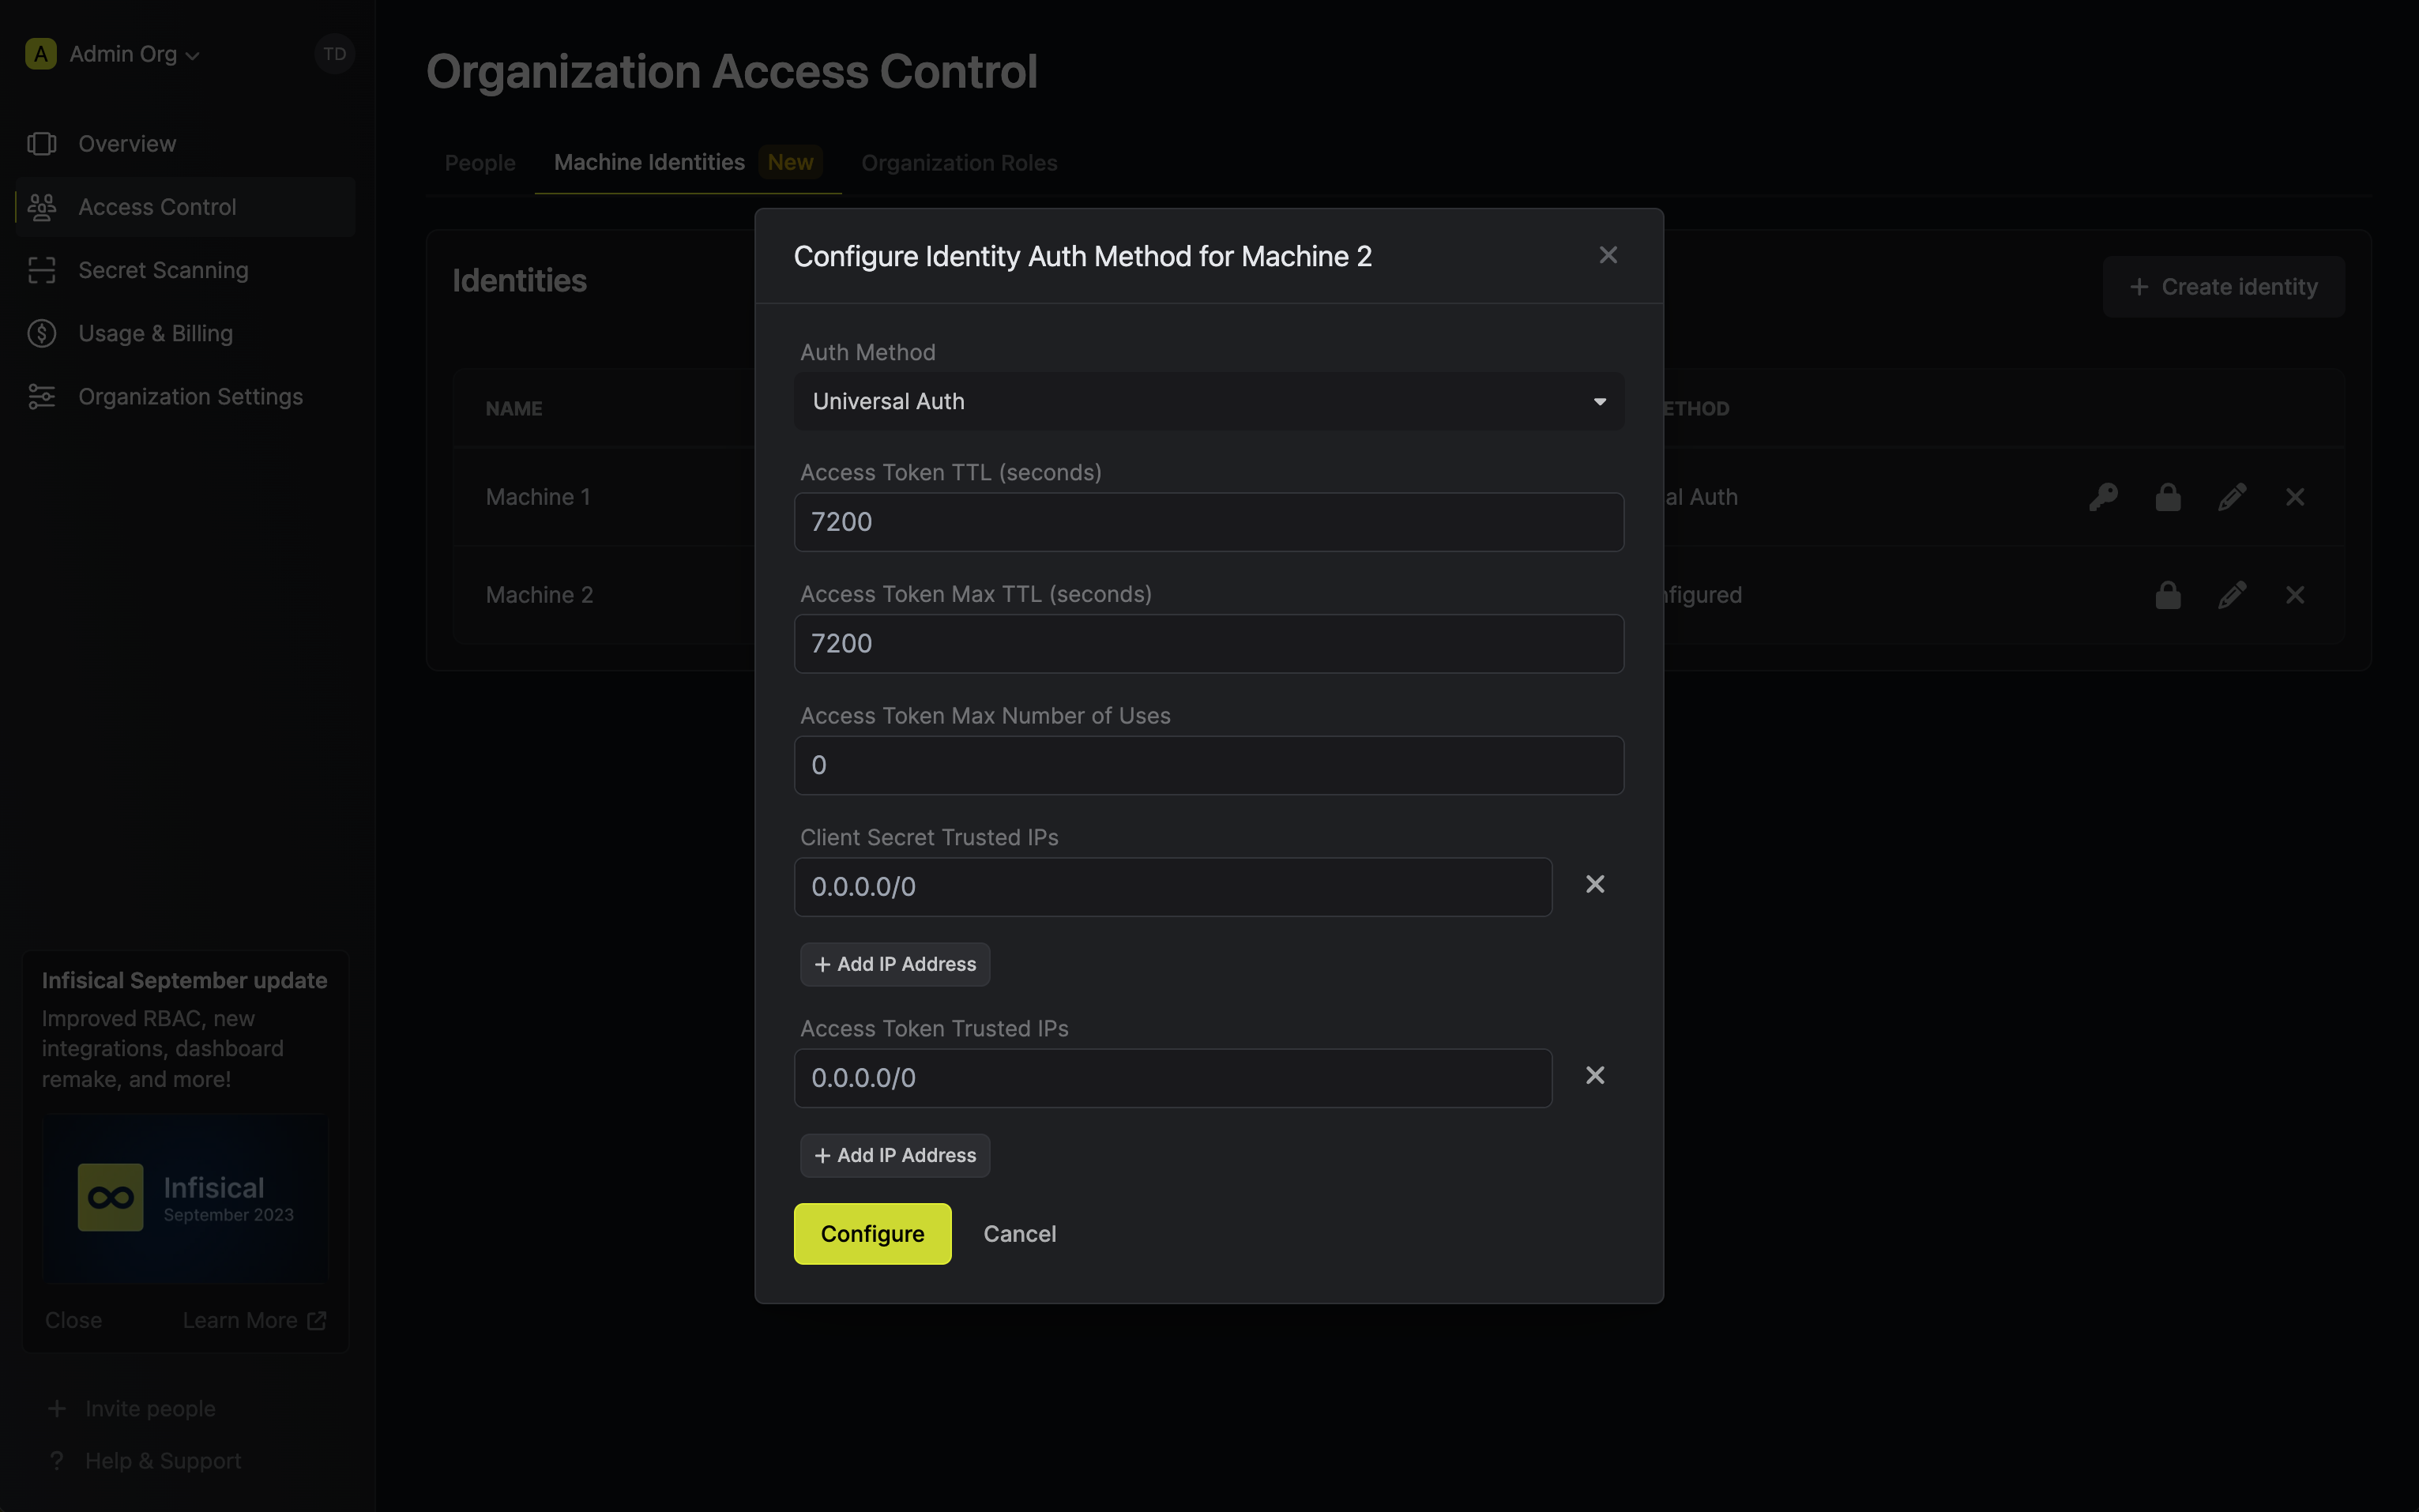 A Admin Org
TD
Overview
Access Control
Secret Scanning
Usage & Billing
Organization Settings
Infisical September update
Improved RBAC, new
integrations, dashboard
remake, and more!
Infisical
September 2023
Close
Learn More
Invite people
? Help & Support
Organization Access Control
People
Machine Identities New
Organization Roles
Identities
+ Create identity
NAME
ETHOD
Machine 1
al Auth
Machine 2
nfigured
Configure Identity Auth Method for Machine 2
Auth Method
Universal Auth
Access Token TTL (seconds)
7200
Access Token Max TTL (seconds)
7200
Access Token Max Number of Uses
0
Client Secret Trusted IPs
0.0.0.0/0
+ Add IP Address
Access Token Trusted IPs
0.0.0.0/0
+ Add IP Address
Configure
Cancel